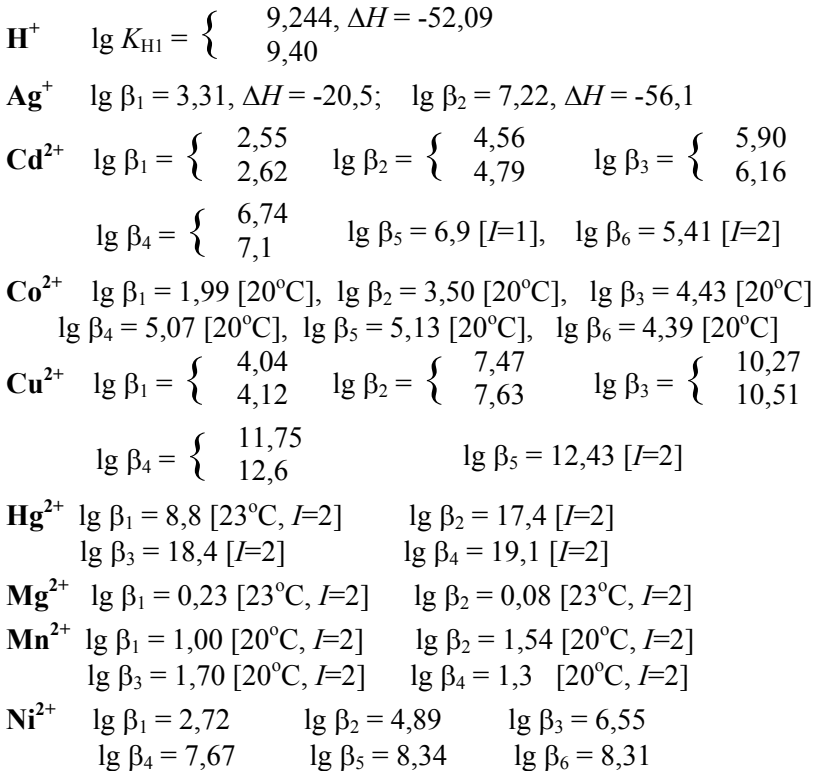 H⁺ lg K_H1 = { 9,244, ΔH = -52,09
9,40
Ag⁺ lg β₁ = 3,31, ΔH = -20,5; lg β₂ = 7,22, ΔH = -56,1
Cd²⁺ lg β₁ = { 2,55 lg β₂ = { 4,56 lg β₃ = { 5,90
2,62 4,79 6,16
lg β₄ = { 6,74 lg β₅ = 6,9 [I=1], lg β₆ = 5,41 [I=2]
7,1
Co²⁺ lg β₁ = 1,99 [20°C], lg β₂ = 3,50 [20°C], lg β₃ = 4,43 [20°C]
lg β₄ = 5,07 [20°C], lg β₅ = 5,13 [20°C], lg β₆ = 4,39 [20°C]
Cu²⁺ lg β₁ = { 4,04 lg β₂ = { 7,47 lg β₃ = { 10,27
4,12 7,63 10,51
lg β₄ = { 11,75 lg β₅ = 12,43 [I=2]
12,6
Hg²⁺ lg β₁ = 8,8 [23°C, I=2] lg β₂ = 17,4 [I=2]
lg β₃ = 18,4 [I=2] lg β₄ = 19,1 [I=2]
Mg²⁺ lg β₁ = 0,23 [23°C, I=2] lg β₂ = 0,08 [23°C, I=2]
Mn²⁺ lg β₁ = 1,00 [20°C, I=2] lg β₂ = 1,54 [20°C, I=2]
lg β₃ = 1,70 [20°C, I=2] lg β₄ = 1,3 [20°C, I=2]
Ni²⁺ lg β₁ = 2,72 lg β₂ = 4,89 lg β₃ = 6,55
lg β₄ = 7,67 lg β₅ = 8,34 lg β₆ = 8,31